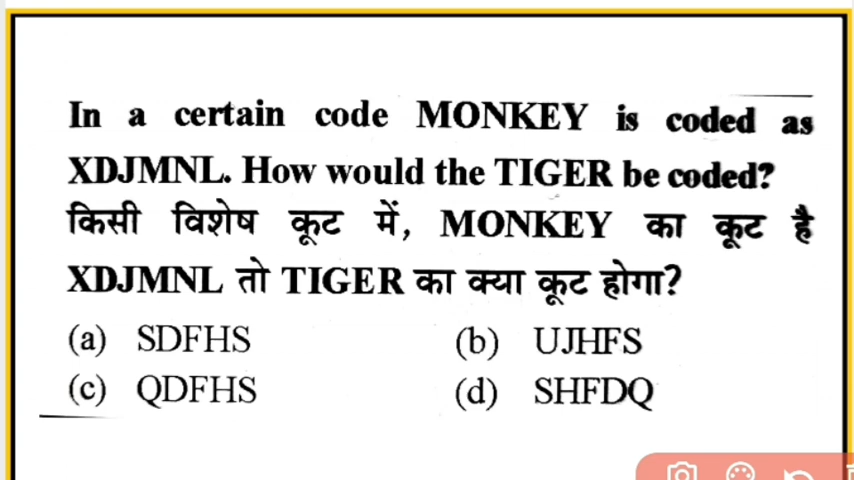 In a certain code MONKEY is coded as
XDJMNL. How would the TIGER be coded?
किसी विशेष कूट में, MONKEY का कूट है
XDJMNL तो TIGER का क्या कूट होगा?
(a) SDFHS (b) UJHFS
(c) QDFHS (d) SHFDQ